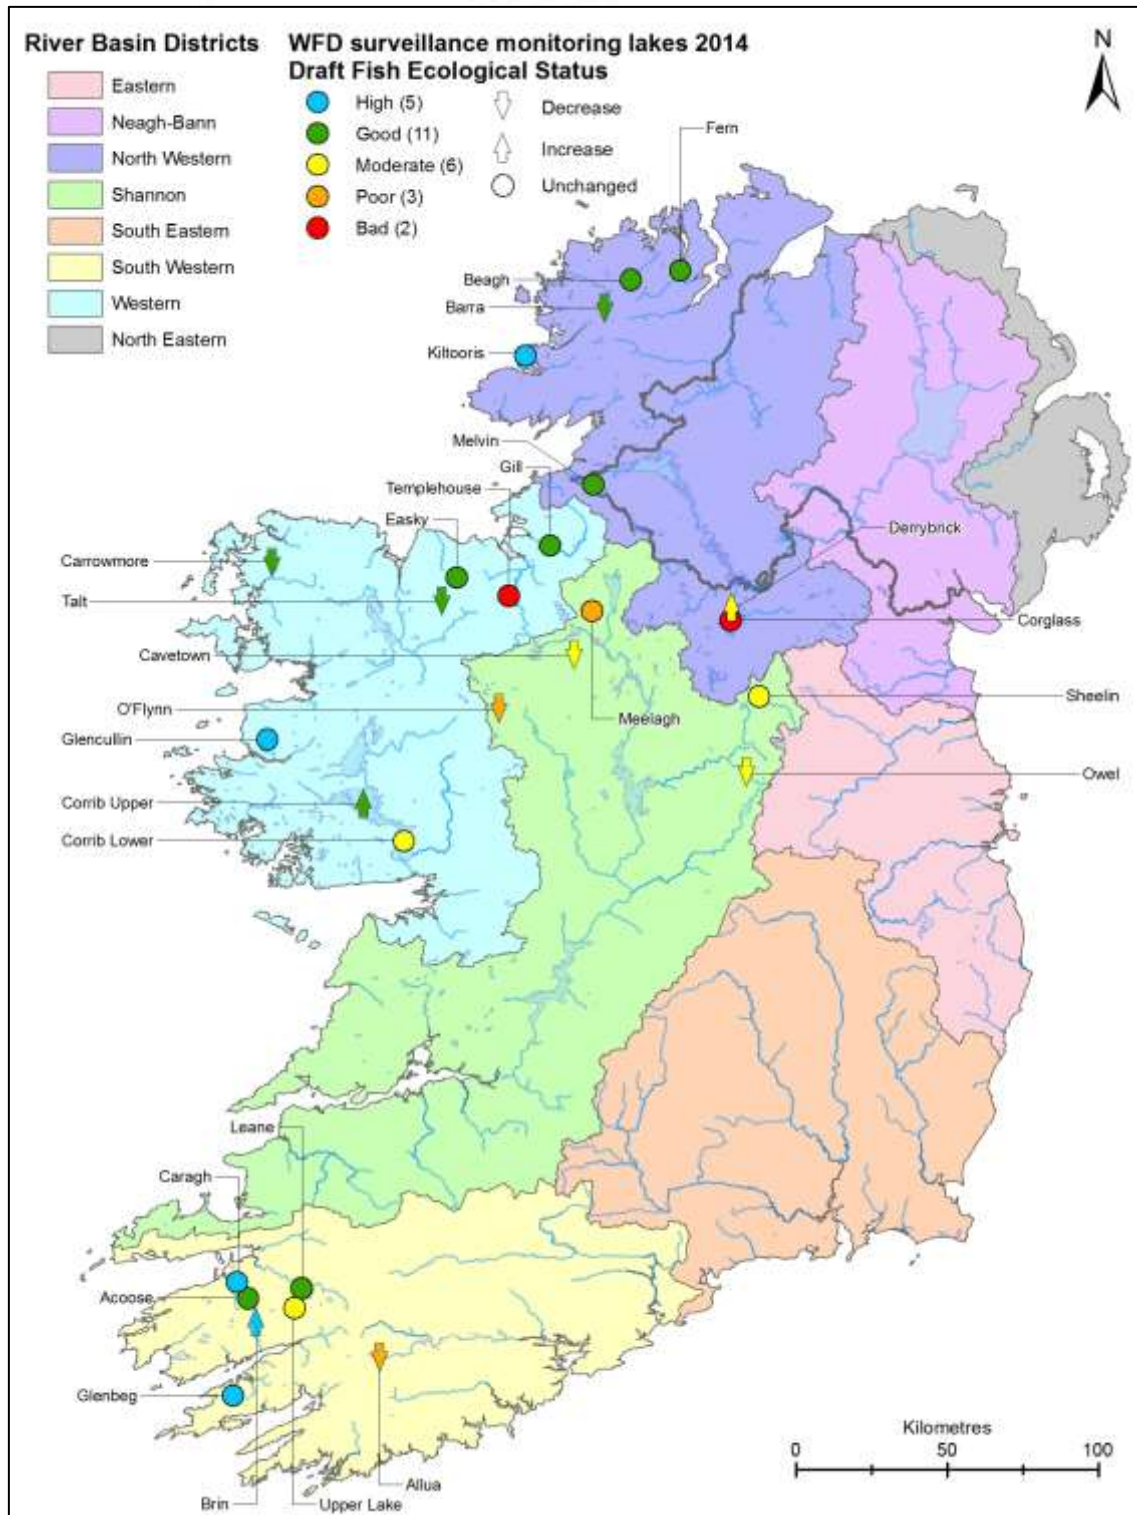 River Basin Districts
Eastern
Neagh-Bann
North Western
Shannon
South Eastern
South Western
Western
North Eastern
WFD surveillance monitoring lakes 2014
Draft Fish Ecological Status
High (5)
Good (11)
Moderate (6)
Poor (3)
Bad (2)
Decrease
Increase
Unchanged
N
Fern
Beagh
Barra
Kiltooris
Melvin
Gill
Templehouse
Easky
Derrybrick
Carrowmore
Talt
Corglass
Cavetown
Sheelin
O'Flynn
Meelagh
Glencullin
Owel
Corrib Upper
Corrib Lower
Leane
Caragh
Acoose
Glenbeg
Allua
Brin
Upper Lake
Kilometres
0
50
100